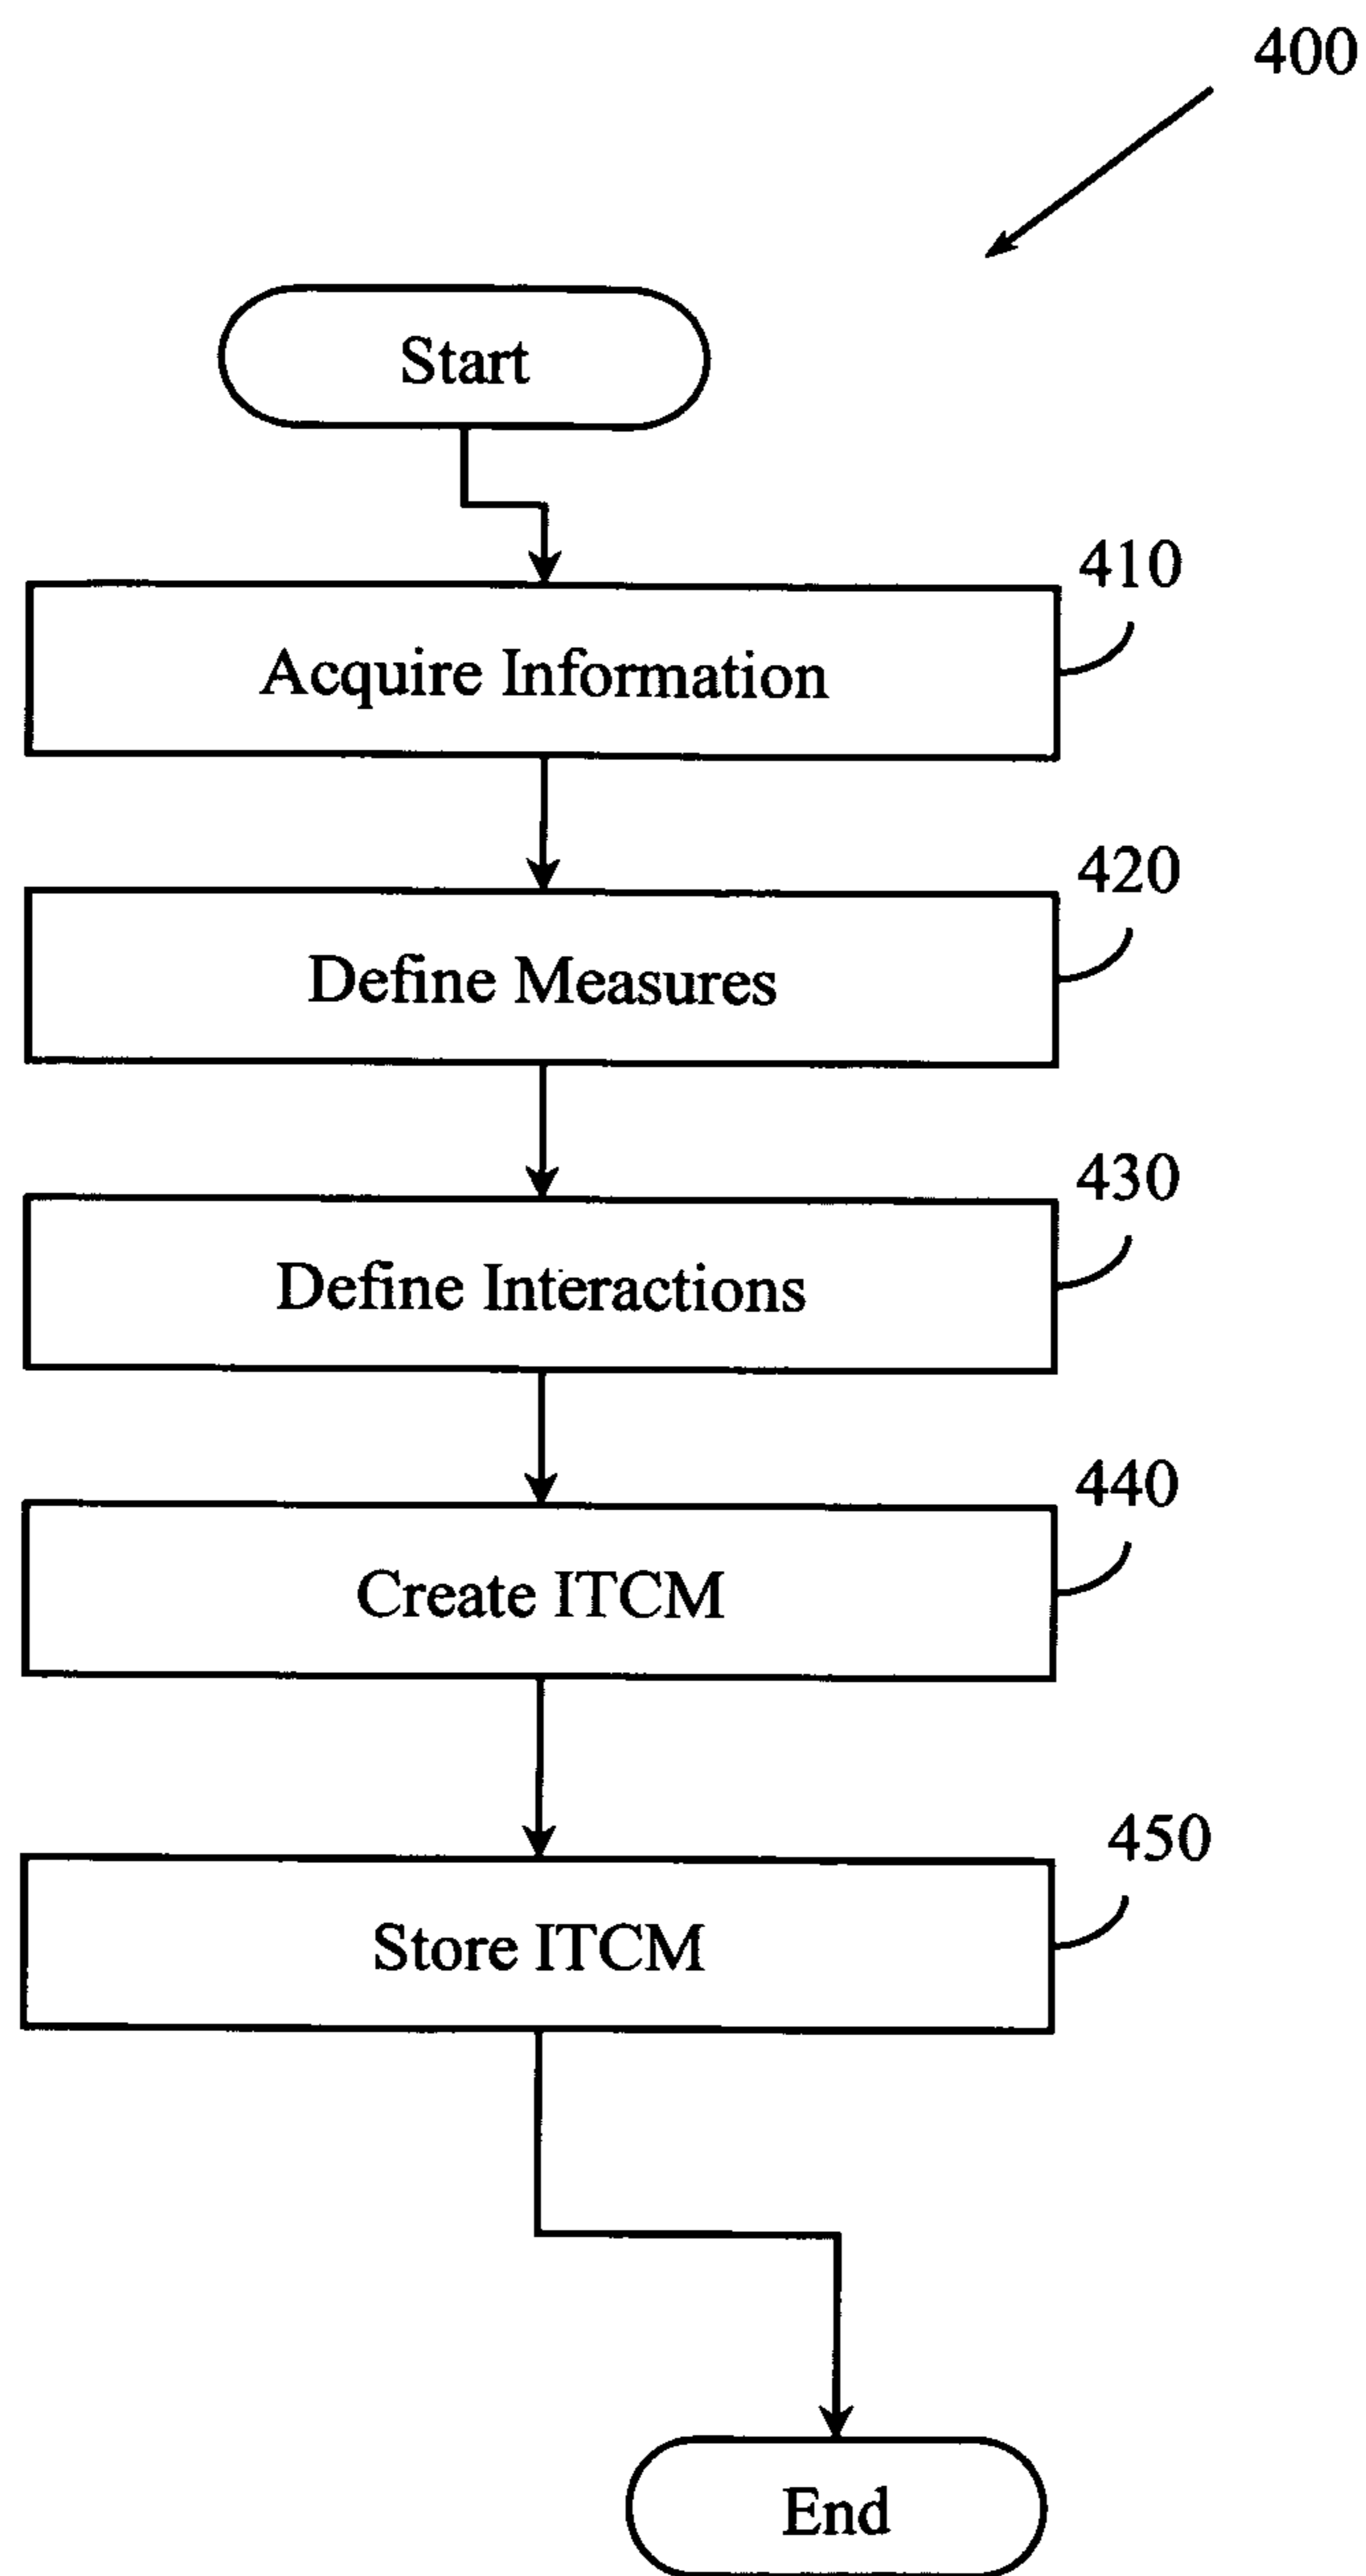 400
Start
410
Acquire Information
420
Define Measures
430
Define Interactions
440
Create ITCM
450
Store ITCM
End